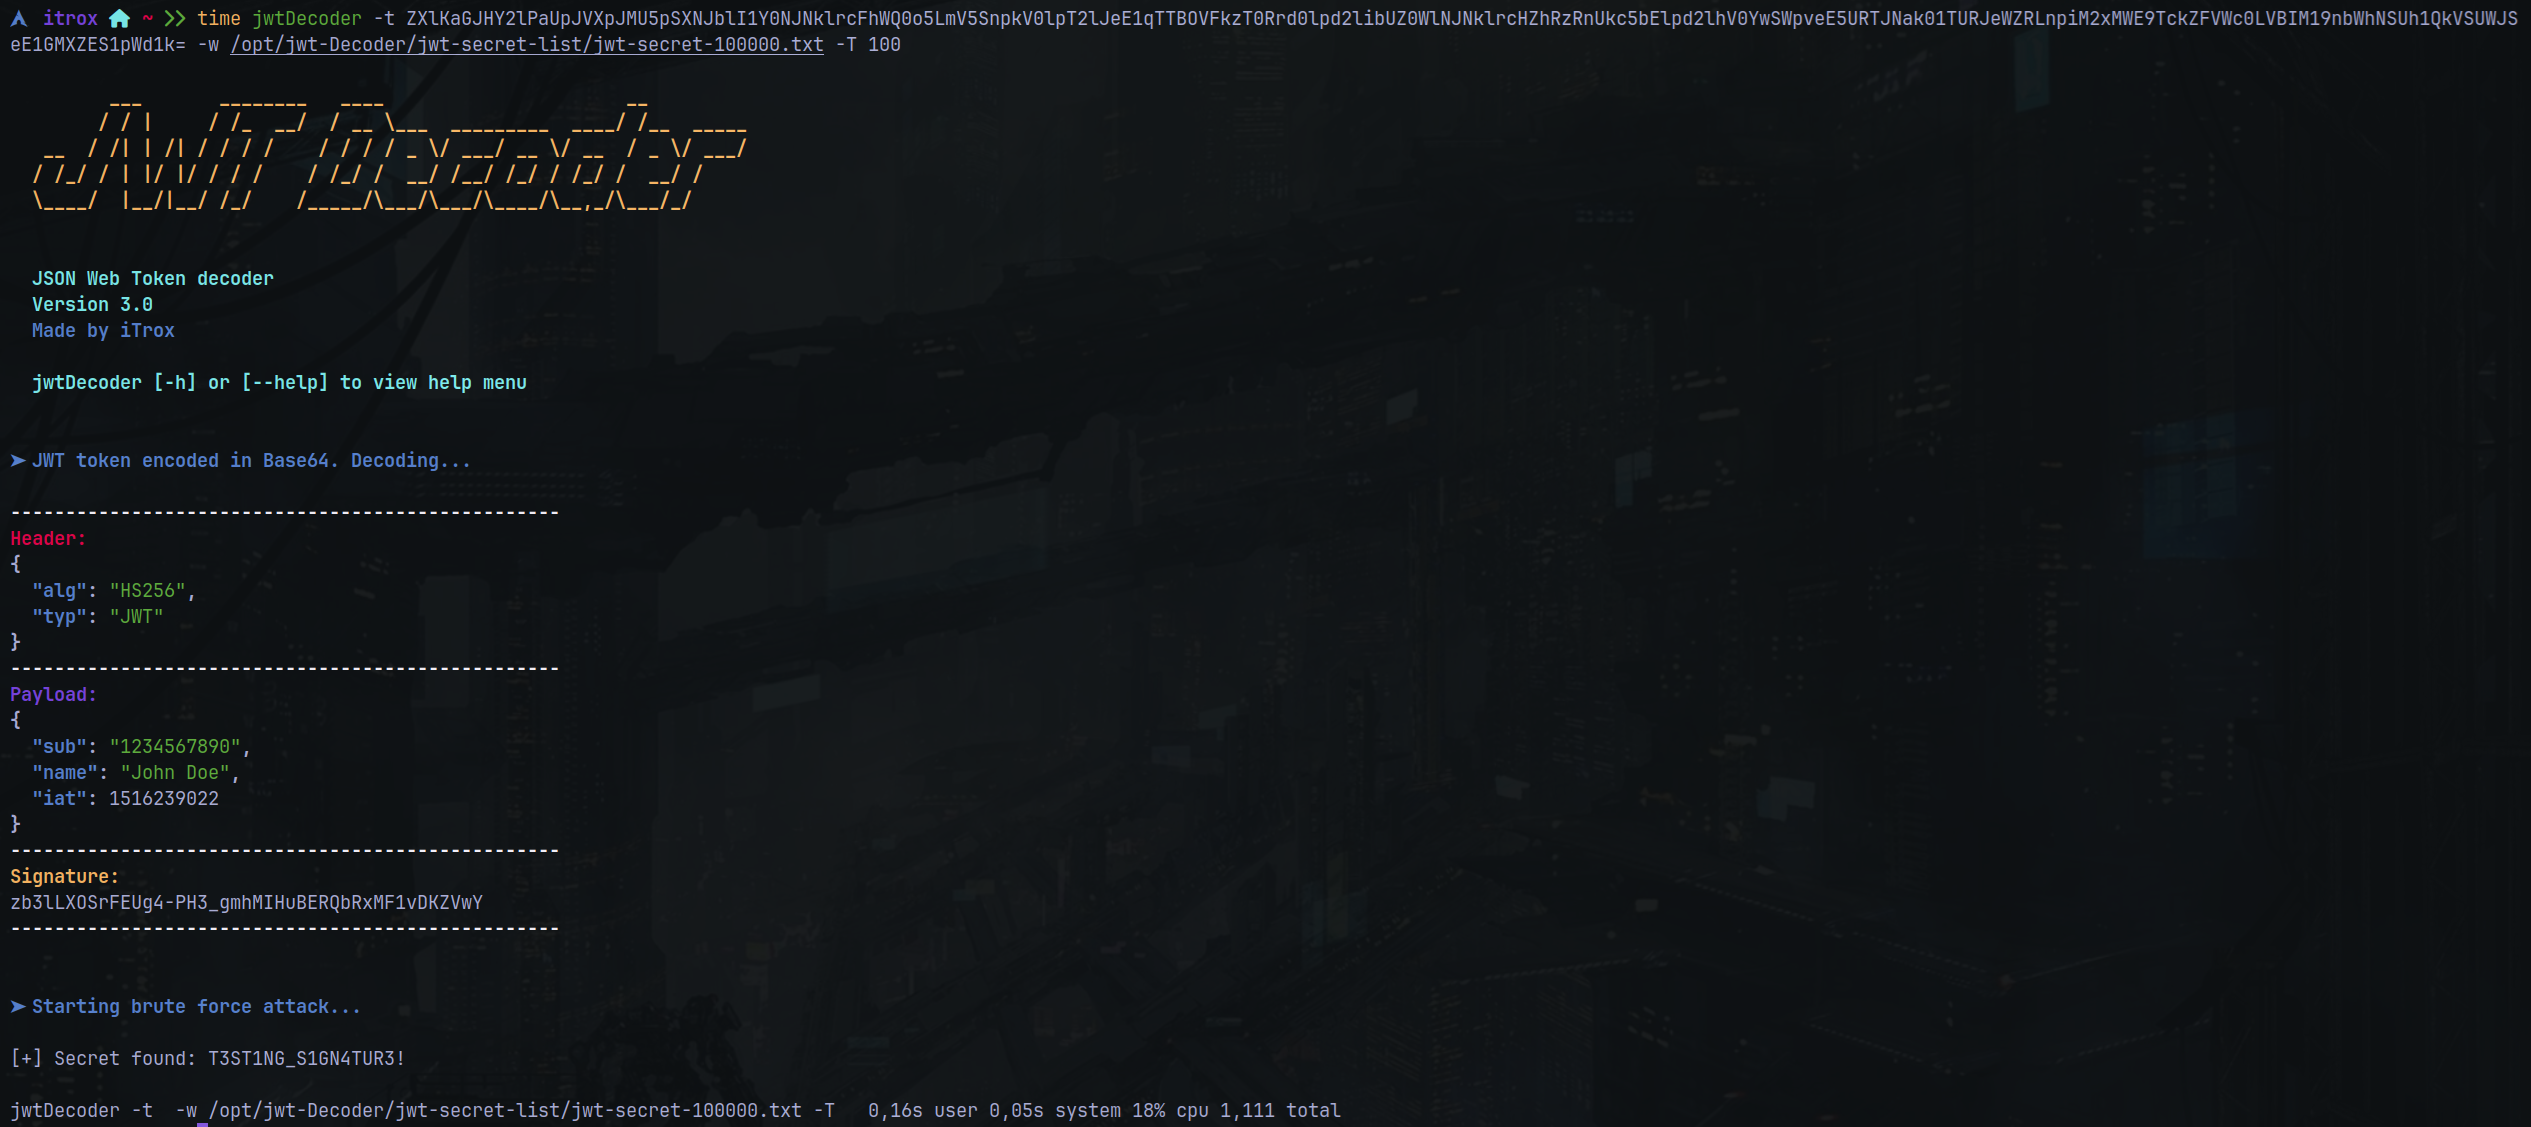 itrox ~ >> time jwtDecoder -t ZXlKaGJHY2lPaUpJVXpJMU5pSXNJblI1Y0NJNklrcFhWQ0o5LmV5SnpkV0lpT2lJeE1qTTBOVFkzT0Rrd0lpd2libUZ0WlNJNklrcHZhRzRnUkc5bElpd2lhV0YwSWpveE5URTJNak01TURJeWZRLnpiM2xMWE9TckZFVWc0LVBIM19nbWhNSUh1QkVSUWJS
eE1GMXZES1pWd1k= -w /opt/jwt-Decoder/jwt-secret-list/jwt-secret-100000.txt -T 100
JWT Decoder
JSON Web Token decoder
Version 3.0
Made by iTrox
jwtDecoder [-h] or [--help] to view help menu
➤ JWT token encoded in Base64. Decoding...
--------------------------------------------------
Header:
{
  "alg": "HS256",
  "typ": "JWT"
}
--------------------------------------------------
Payload:
{
  "sub": "1234567890",
  "name": "John Doe",
  "iat": 1516239022
}
--------------------------------------------------
Signature:
zb3lLXOSrFEUg4-PH3_gmhMIHuBERQbRxMF1vDKZVwY
--------------------------------------------------
➤ Starting brute force attack...
[+] Secret found: T3ST1NG_S1GN4TUR3!
jwtDecoder -t  -w /opt/jwt-Decoder/jwt-secret-list/jwt-secret-100000.txt -T   0,16s user 0,05s system 18% cpu 1,111 total